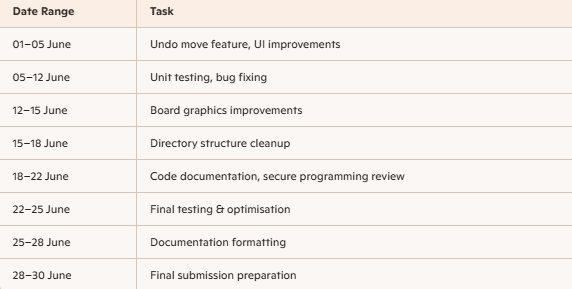 Date Range Task
01–05 June Undo move feature, UI improvements
05–12 June Unit testing, bug fixing
12–15 June Board graphics improvements
15–18 June Directory structure cleanup
18–22 June Code documentation, secure programming review
22–25 June Final testing & optimisation
25–28 June Documentation formatting
28–30 June Final submission preparation